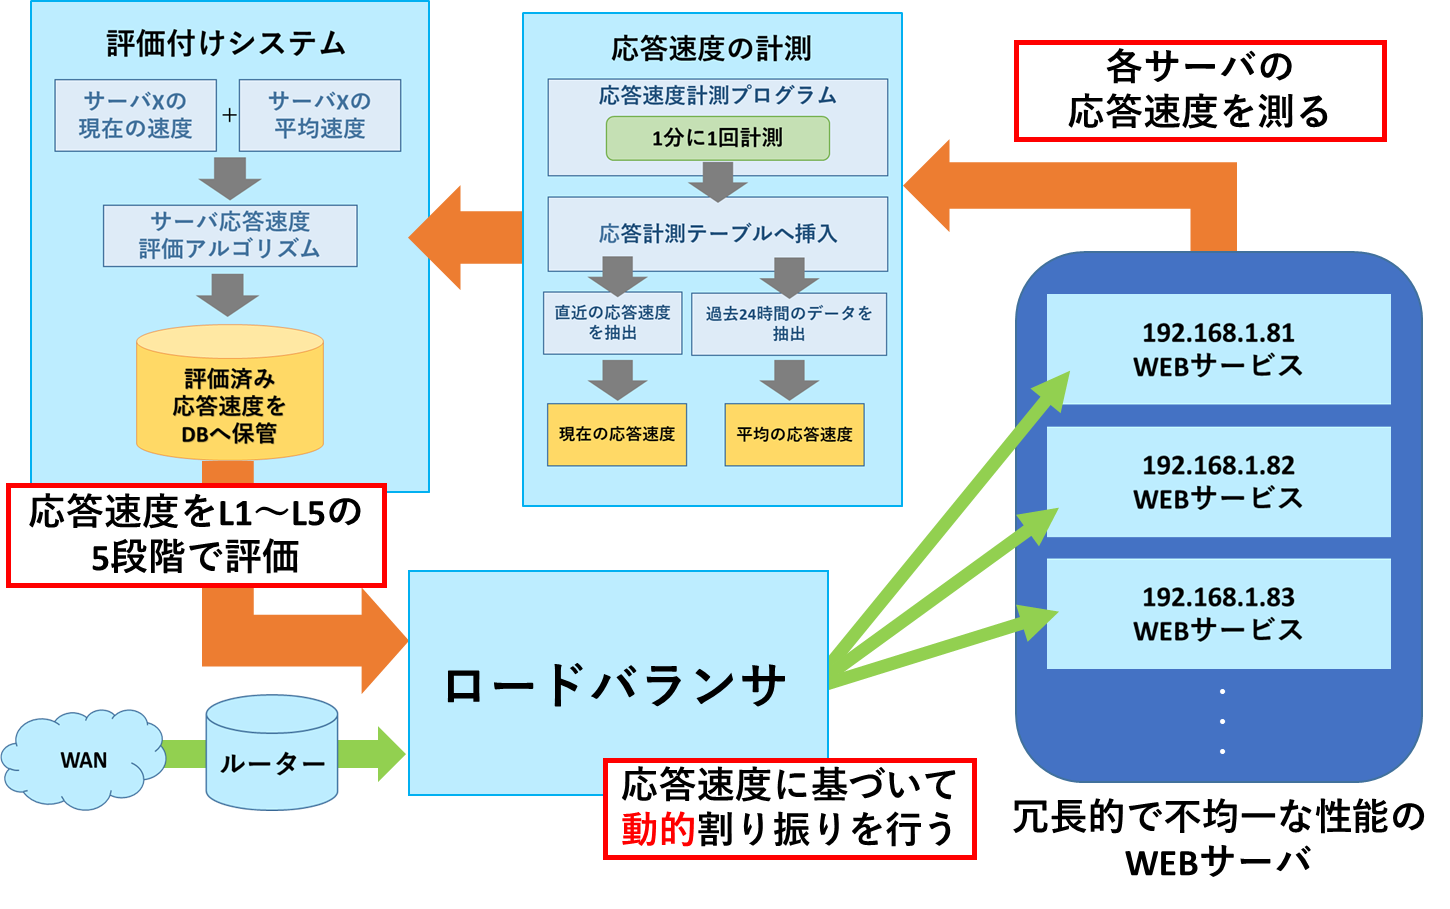 評価付けシステム
サーバXの
現在の速度
+
サーバXの
平均速度
サーバ応答速度
評価アルゴリズム
評価済み
応答速度を
DBへ保管
応答速度の計測
応答速度計測プログラム
1分に1回計測
応答計測テーブルへ挿入
直近の応答速度
を抽出
過去24時間のデータを
抽出
現在の応答速度
平均の応答速度
各サーバの
応答速度を測る
192.168.1.81
WEBサービス
192.168.1.82
WEBサービス
192.168.1.83
WEBサービス
・
・
・
冗長的で不均一な性能の
WEBサーバ
応答速度をL1～L5の
5段階で評価
ロードバランサ
応答速度に基づいて
動的割り振りを行う
WAN
ルーター